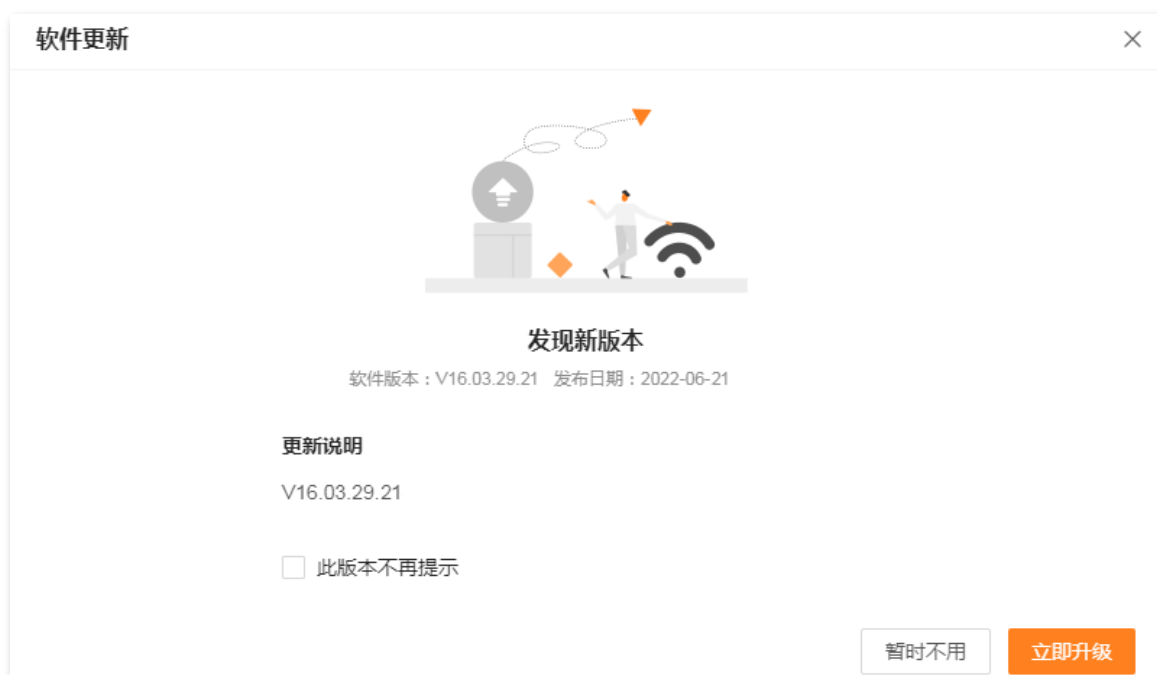 软件更新
发现新版本
软件版本：V16.03.29.21 发布日期：2022-06-21
更新说明
V16.03.29.21
此版本不再提示
暂时不用 立即升级